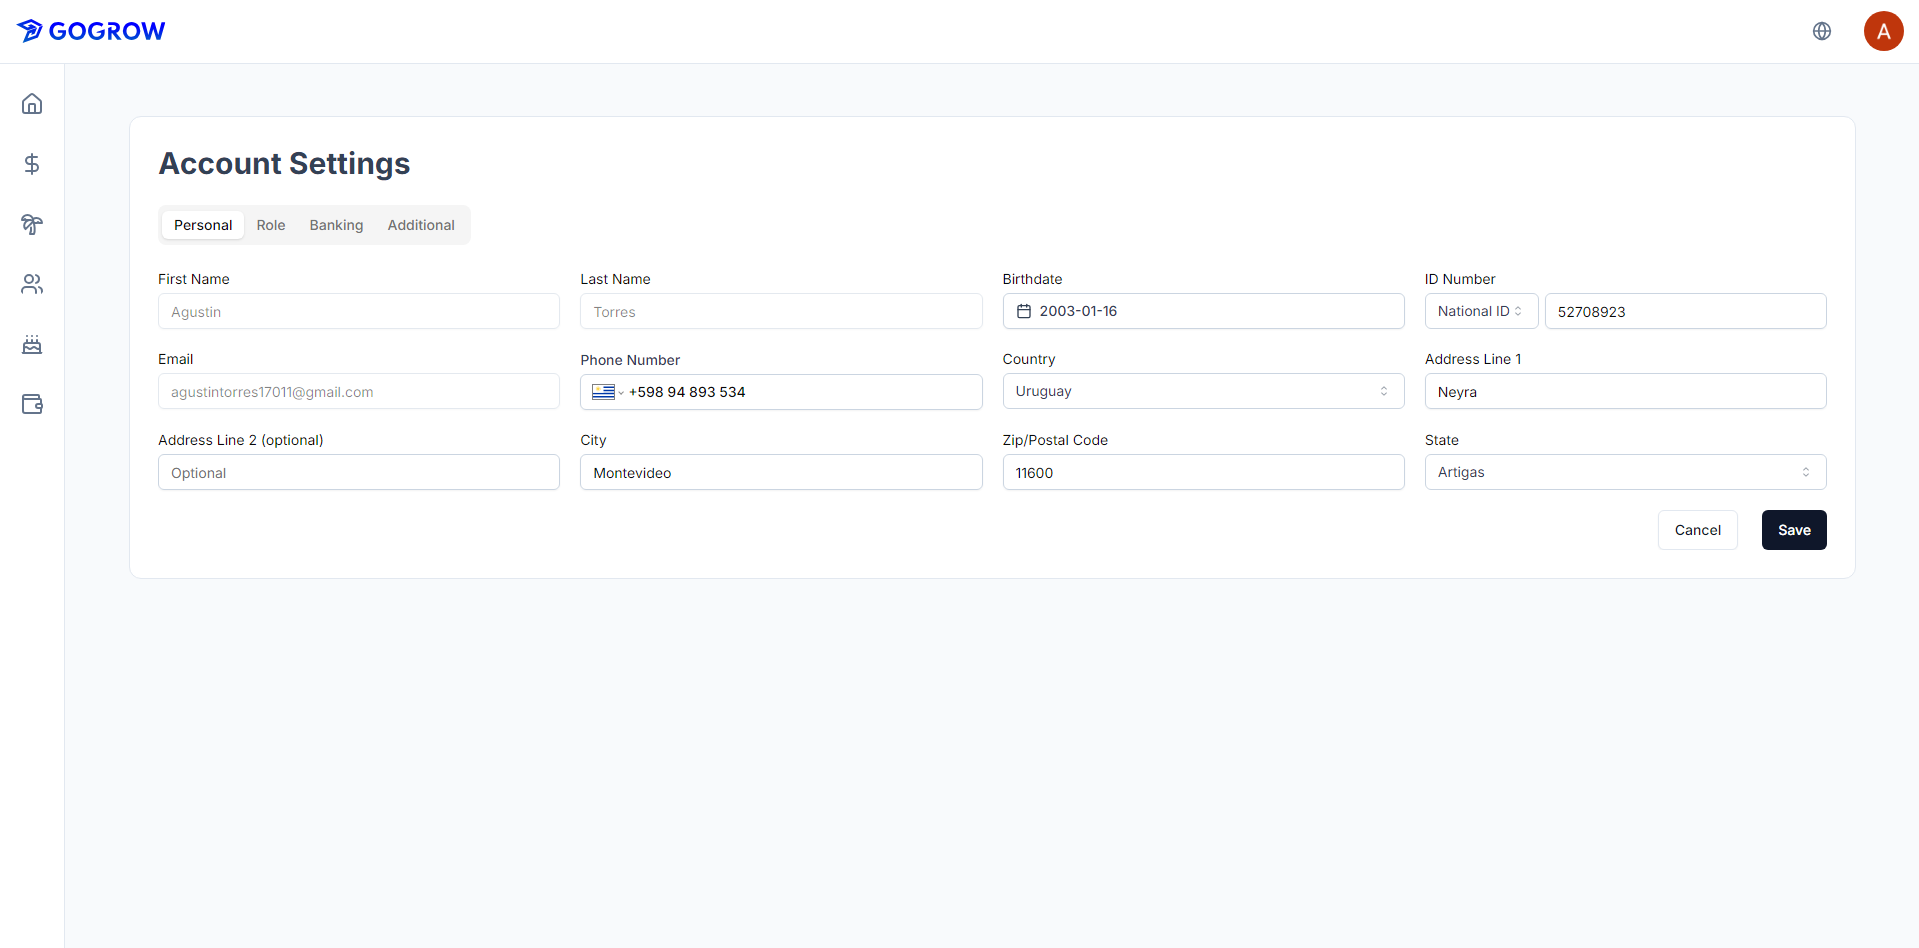 GOGROW
A
Account Settings
Personal Role Banking Additional
First Name Last Name Birthdate ID Number
Agustin Torres 2003-01-16 National ID 52708923
Email Phone Number Country Address Line 1
agustintorres17011@gmail.com +598 94 893 534 Uruguay Neyra
Address Line 2 (optional) City Zip/Postal Code State
Optional Montevideo 11600 Artigas
Cancel Save